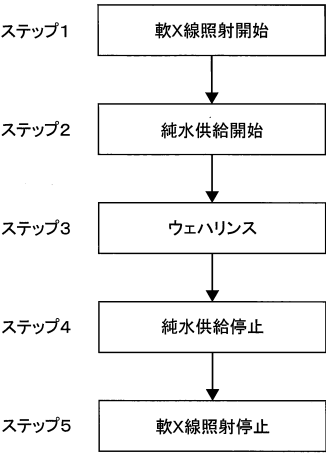 ステップ1 軟X線照射開始
ステップ2 純水供給開始
ステップ3 ウェハリンス
ステップ4 純水供給停止
ステップ5 軟X線照射停止